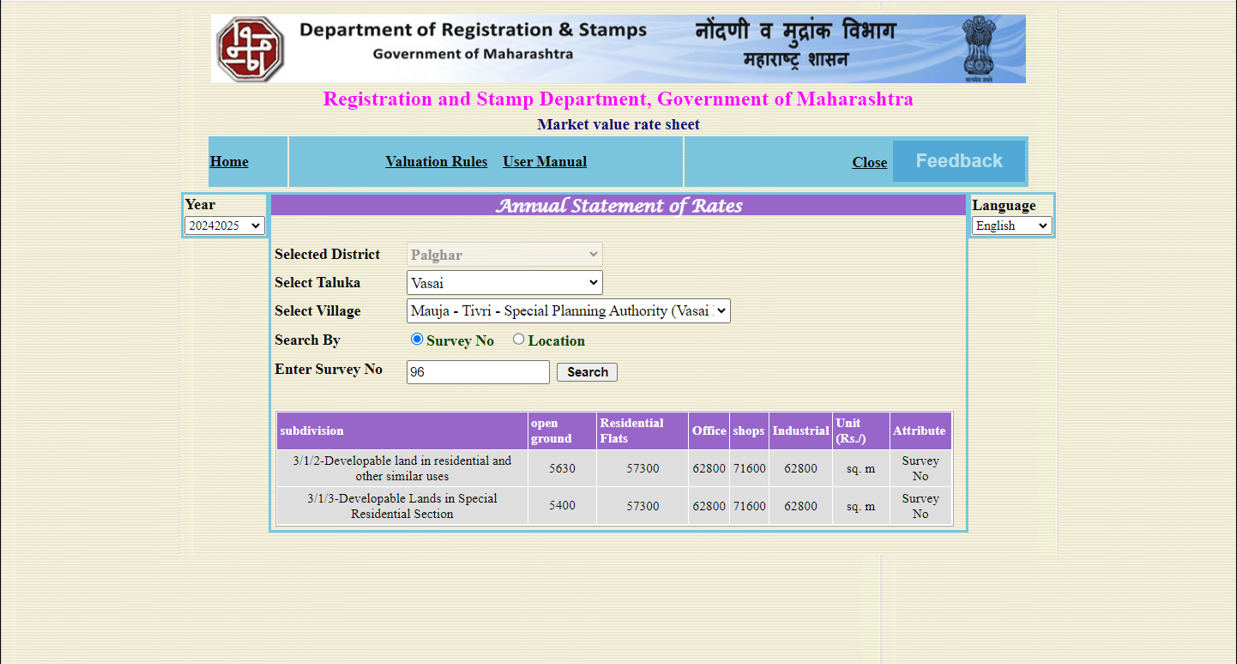 Department of Registration & Stamps
Government of Maharashtra
नोंदणी व मुद्रांक विभाग
महाराष्ट्र शासन
Registration and Stamp Department, Government of Maharashtra
Market value rate sheet
Home Valuation Rules User Manual Close Feedback
Year
20242025
Annual Statement of Rates
Language
English
Selected District Palghar
Select Taluka Vasai
Select Village Mauja - Tivri - Special Planning Authority (Vasai
Search By Survey No Location
Enter Survey No 96 Search
subdivision open ground Residential Flats Office shops Industrial Unit (Rs./) Attribute
3/1/2-Developable land in residential and other similar uses 5630 57300 62800 71600 62800 sq. m Survey No
3/1/3-Developable Lands in Special Residential Section 5400 57300 62800 71600 62800 sq. m Survey No